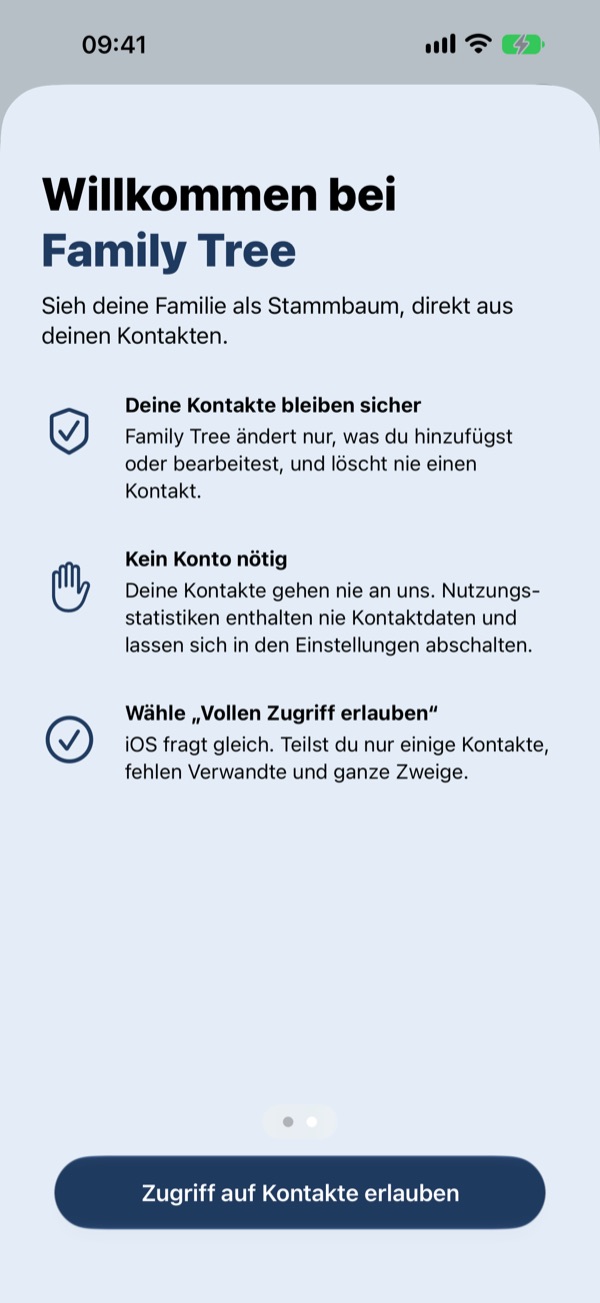 09:41
Willkommen bei
Family Tree
Sieh deine Familie als Stammbaum, direkt aus
deinen Kontakten.
Deine Kontakte bleiben sicher
Family Tree ändert nur, was du hinzufügst
oder bearbeitest, und löscht nie einen
Kontakt.
Kein Konto nötig
Deine Kontakte gehen nie an uns. Nutzungs-
statistiken enthalten nie Kontaktdaten und
lassen sich in den Einstellungen abschalten.
Wähle „Vollen Zugriff erlauben“
iOS fragt gleich. Teilst du nur einige Kontakte,
fehlen Verwandte und ganze Zweige.
Zugriff auf Kontakte erlauben